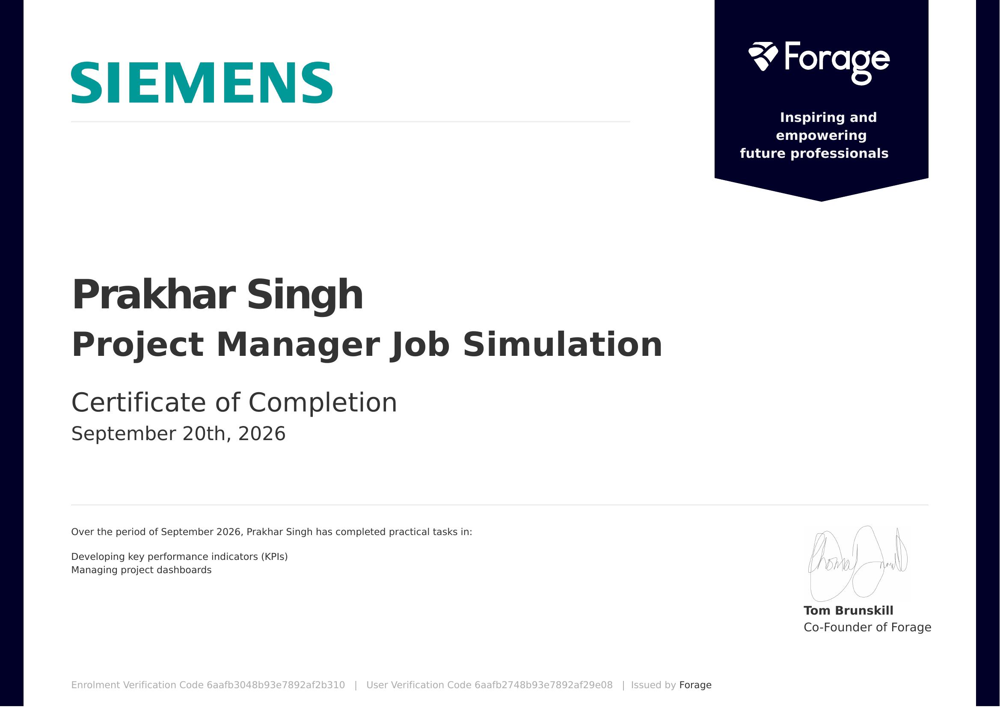 SIEMENS
Forage
Inspiring and
empowering
future professionals
Prakhar Singh
Project Manager Job Simulation
Certificate of Completion
September 20th, 2026
Over the period of September 2026, Prakhar Singh has completed practical tasks in:
Developing key performance indicators (KPIs)
Managing project dashboards
Tom Brunskill
Co-Founder of Forage
Enrolment Verification Code 6aafb3048b93e7892af2b310 | User Verification Code 6aafb2748b93e7892af29e08 | Issued by Forage